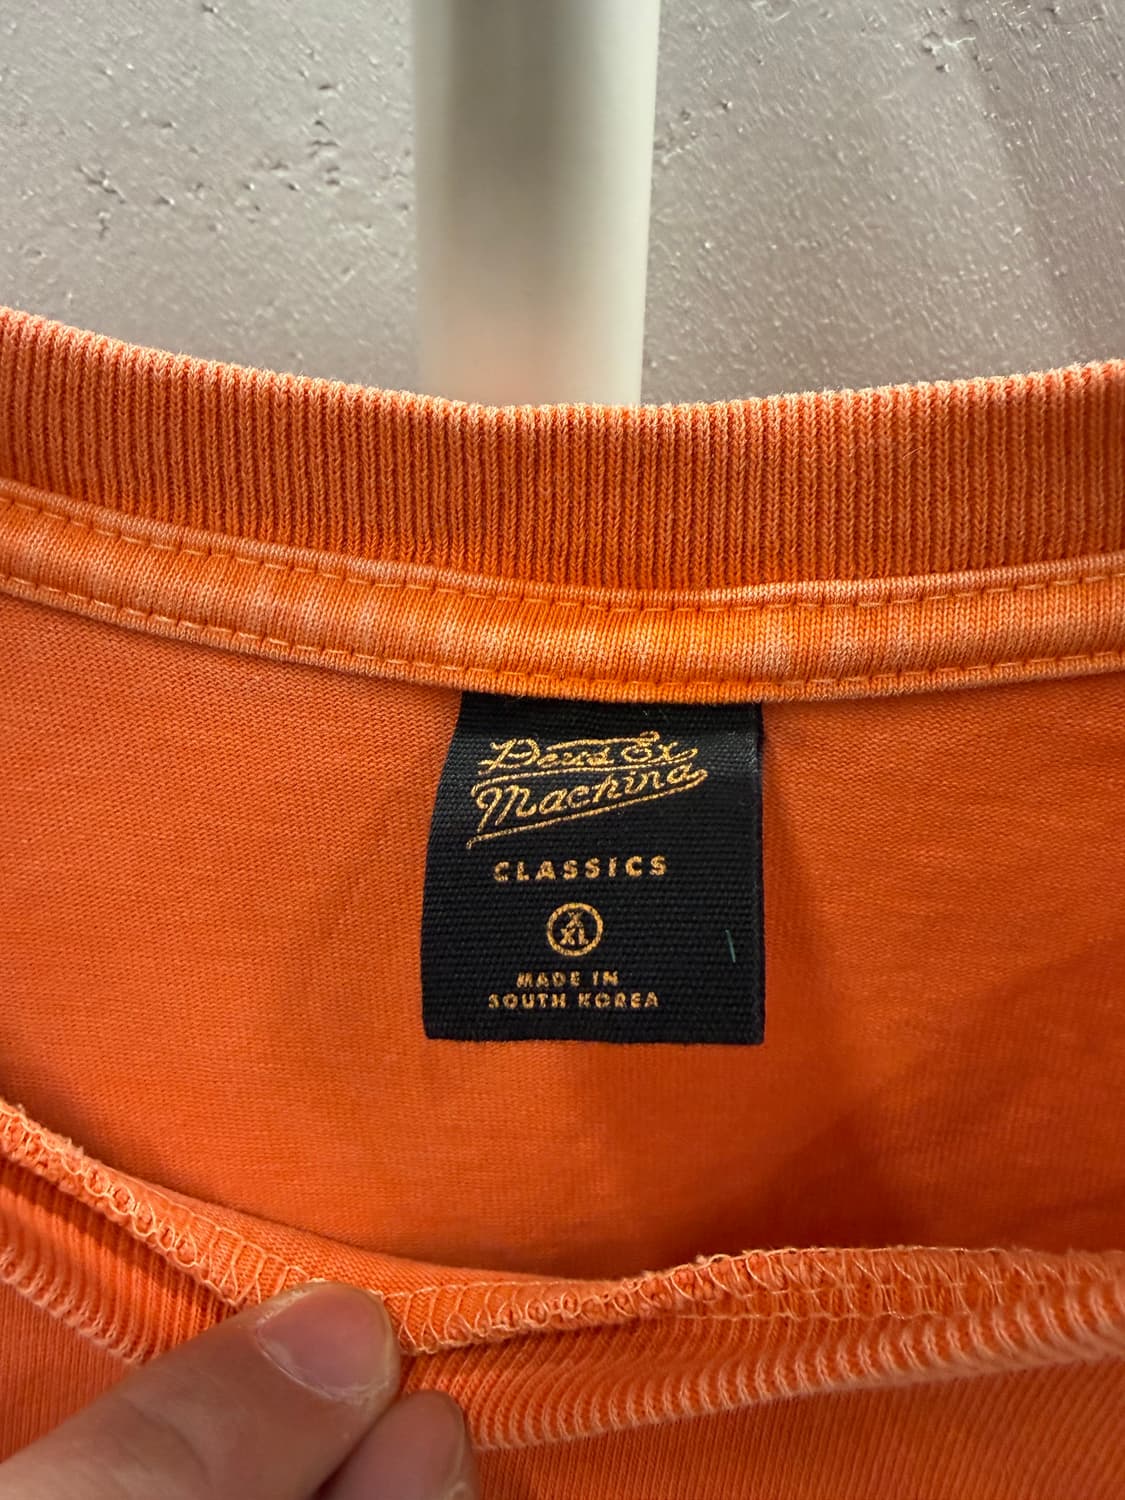 Deus Ex
Machina
CLASSICS
X
XL
MADE IN
SOUTH KOREA